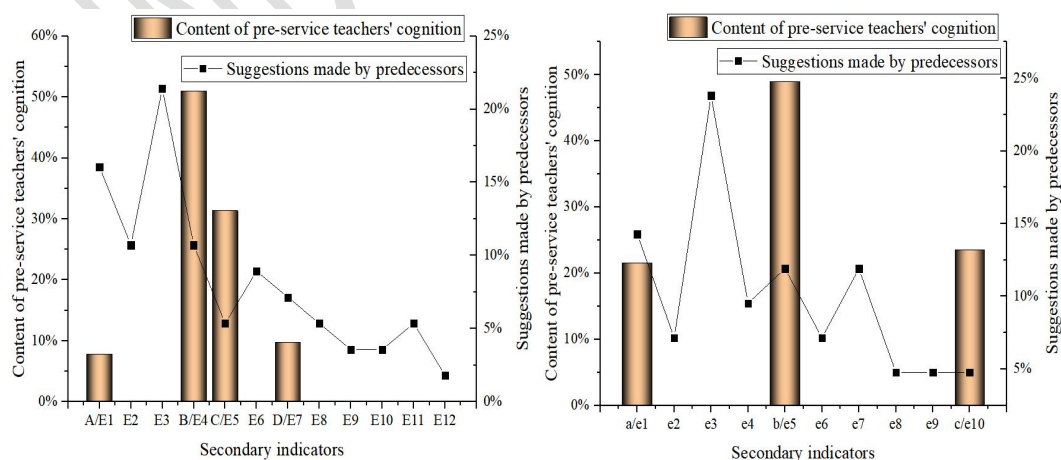 Content of pre-service teachers' cognition
Suggestions made by predecessors
Content of pre-service teachers' cognition
60%
50%
40%
30%
20%
10%
0%
25%
20%
15%
10%
5%
0%
Suggestions made by predecessors
A/E1 E2 E3 B/E4 C/E5 E6 D/E7 E8 E9 E10 E11 E12
Secondary indicators
Content of pre-service teachers' cognition
Suggestions made by predecessors
Content of pre-service teachers' cognition
50%
40%
30%
20%
10%
0%
25%
20%
15%
10%
5%
Suggestions made by predecessors
a/e1 e2 e3 e4 b/e5 e6 e7 e8 e9 c/e10
Secondary indicators